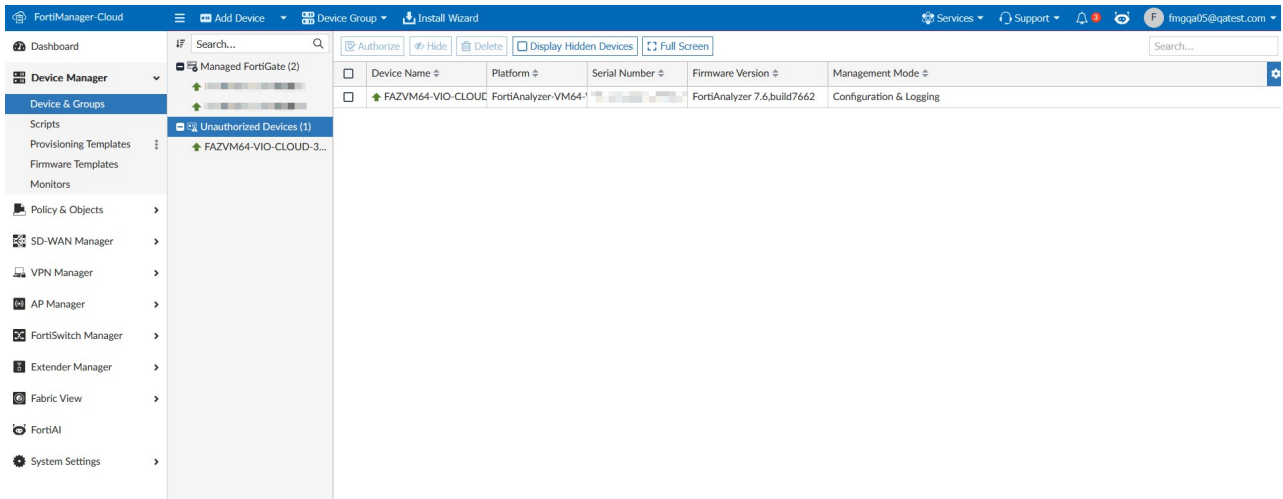 FortiManager-Cloud
Add Device
Device Group
Install Wizard
Services
Support
3
F
fmgqa05@qatest.com
Dashboard
Device Manager
Device & Groups
Scripts
Provisioning Templates
Firmware Templates
Monitors
Policy & Objects
SD-WAN Manager
VPN Manager
AP Manager
FortiSwitch Manager
Extender Manager
Fabric View
FortiAI
System Settings
Search...
Managed FortiGate (2)
Unauthorized Devices (1)
FAZVM64-VIO-CLOUD-3...
Authorize
Hide
Delete
Display Hidden Devices
Full Screen
Search...
Device Name
Platform
Serial Number
Firmware Version
Management Mode
FAZVM64-VIO-CLOUD
FortiAnalyzer-VM64-
FortiAnalyzer 7.6,build7662
Configuration & Logging